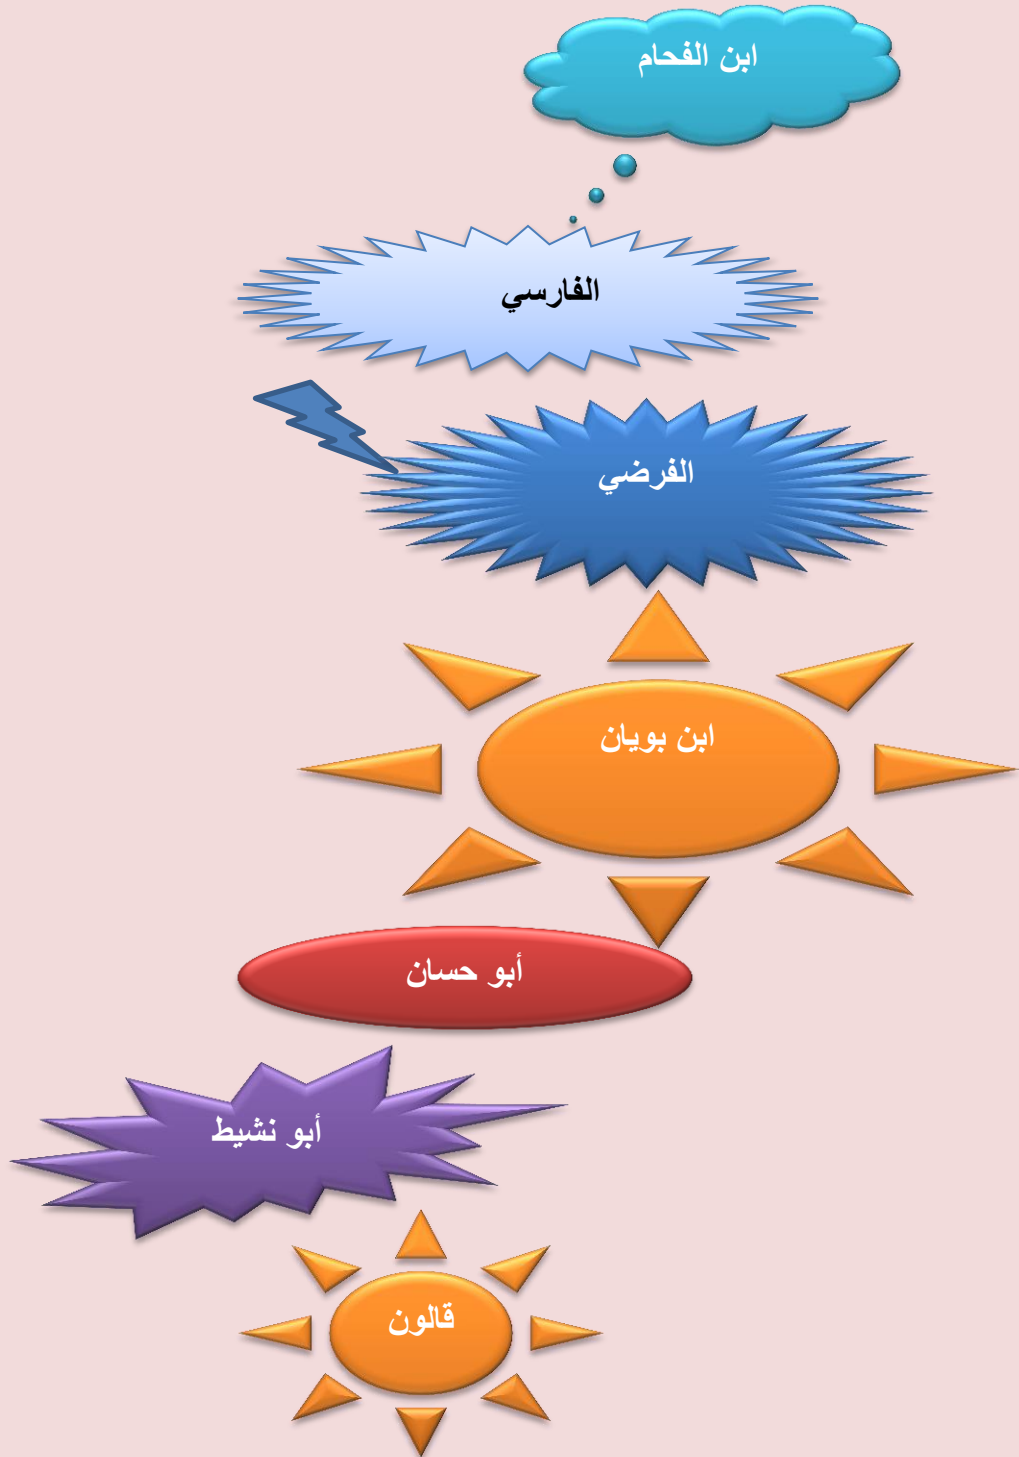 ابن الفحام
الفارسي
الفرضي
ابن بويان
أبو حسان
أبو نشيط
قالون